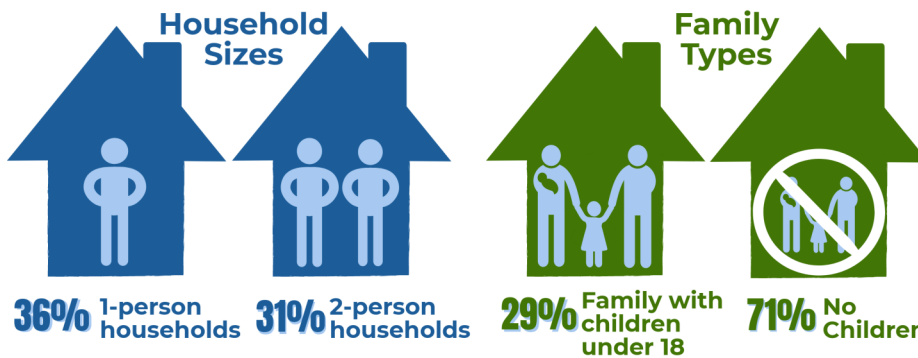 Household
Sizes
Family
Types
36% 1-person
households
31% 2-person
households
29% Family with
children
under 18
71% No
Children